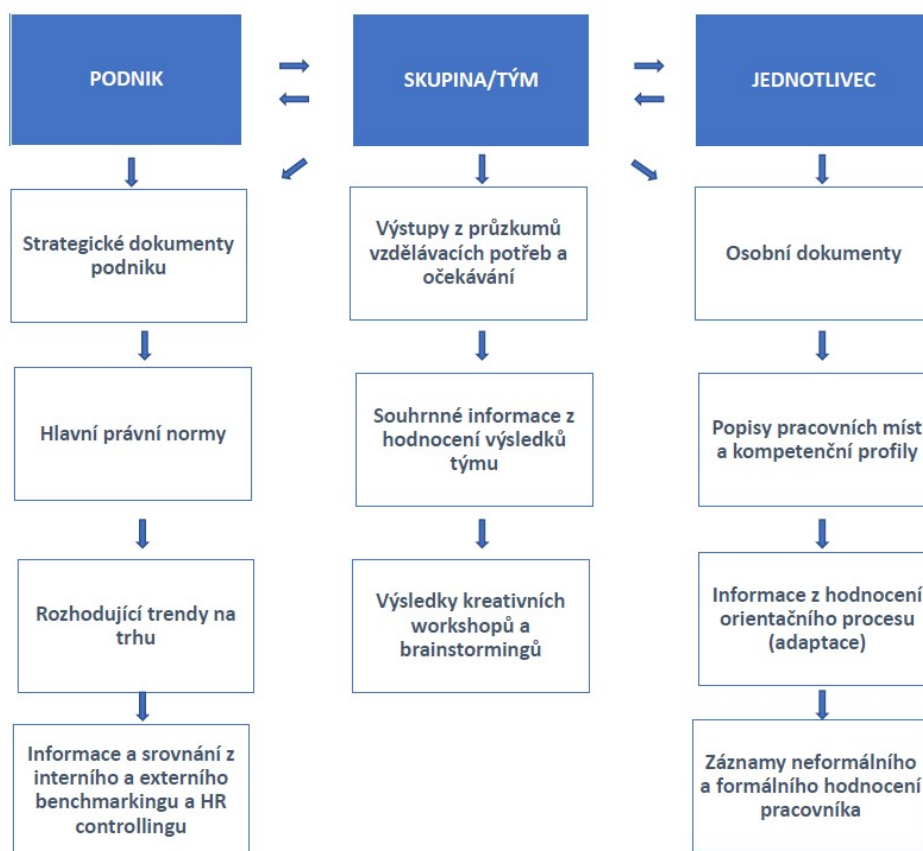 PODNIK
SKUPINA/TÝM
JEDNOTLIVEC
Strategické dokumenty
podniku
Výstupy z průzkumů
vzdělávacích potřeb a
očekávání
Osobní dokumenty
Hlavní právní normy
Souhrnné informace z
hodnocení výsledků
týmu
Popisy pracovních míst
a kompetenční profily
Rozhodující trendy na
trhu
Výsledky kreativních
workshopů a
brainstormingů
Informace z hodnocení
orientačního procesu
(adaptace)
Informace a srovnání z
interního a externího
benchmarkingu a HR
controllingu
Záznamy neformálního
a formálního hodnocení
pracovníka